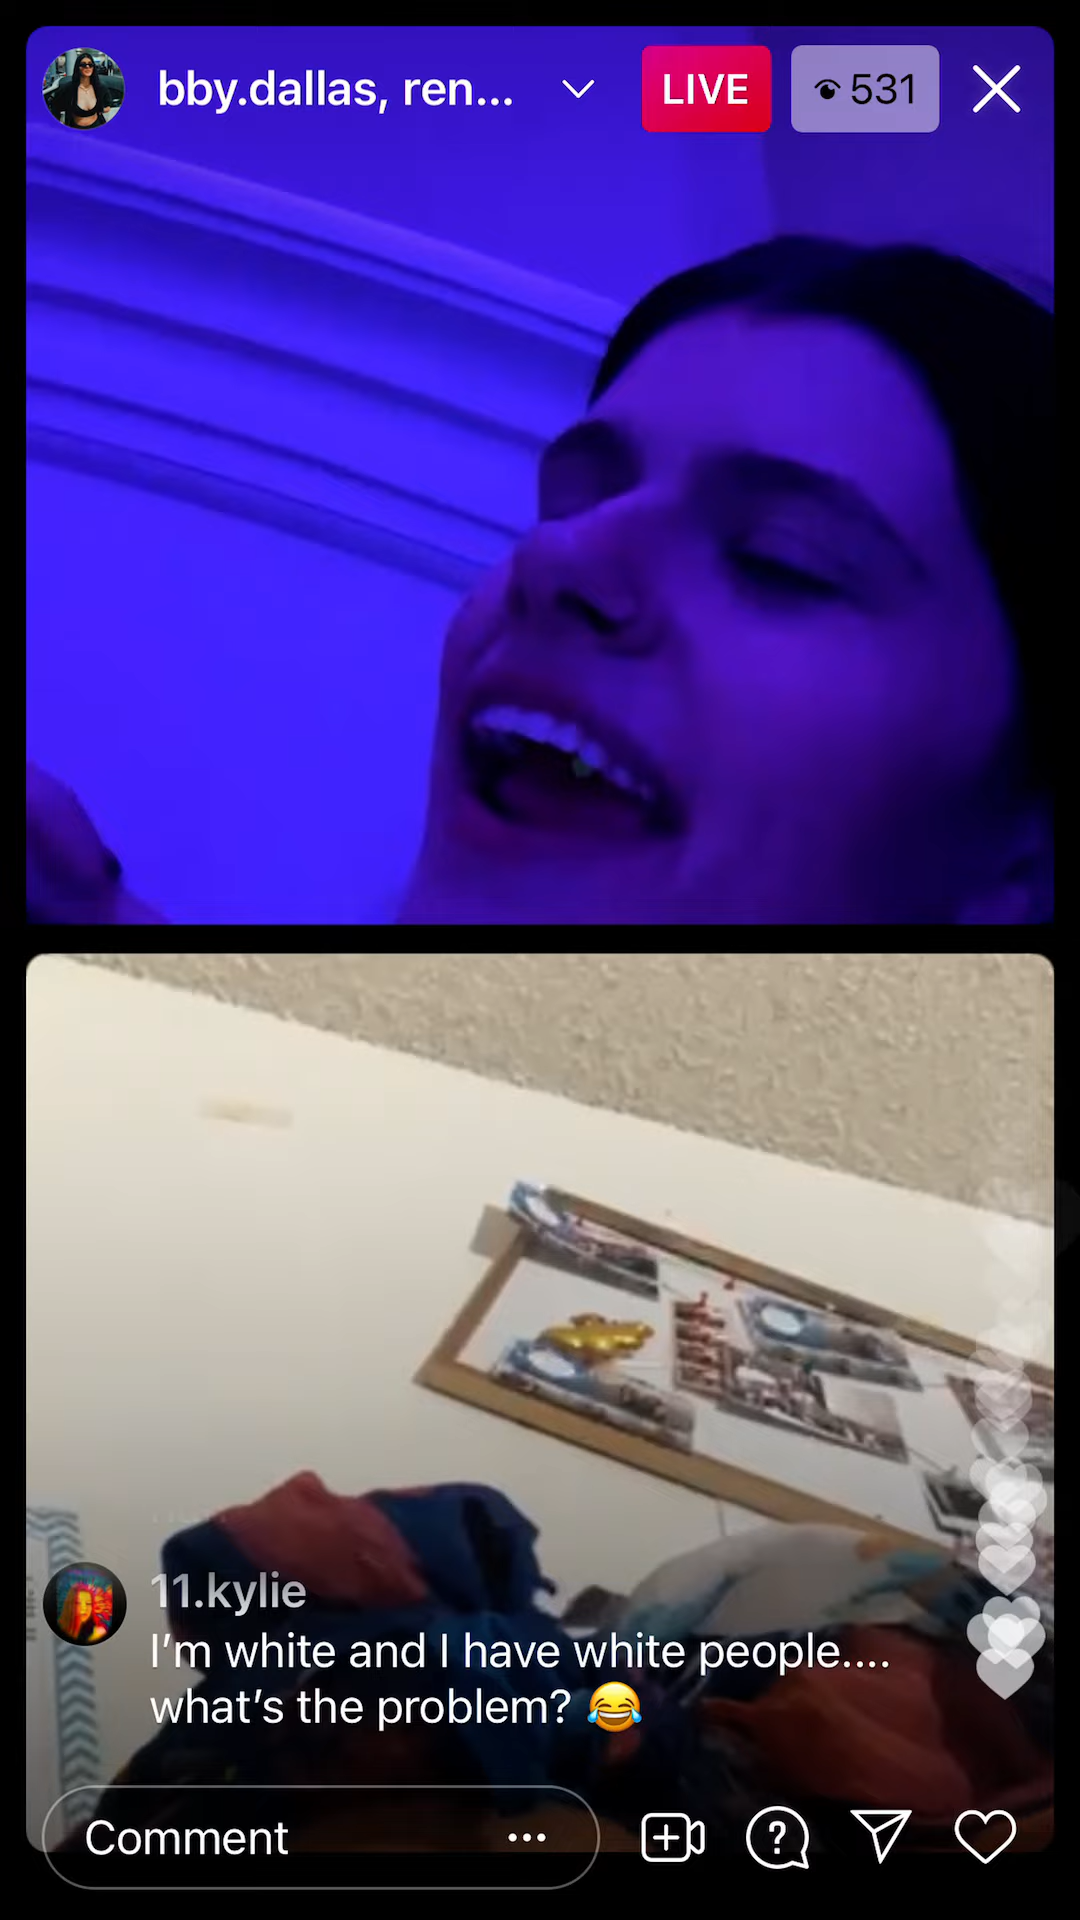 bby.dallas, ren...
LIVE
531
11.kylie
I'm white and I have white people....
what's the problem? 😂
Comment